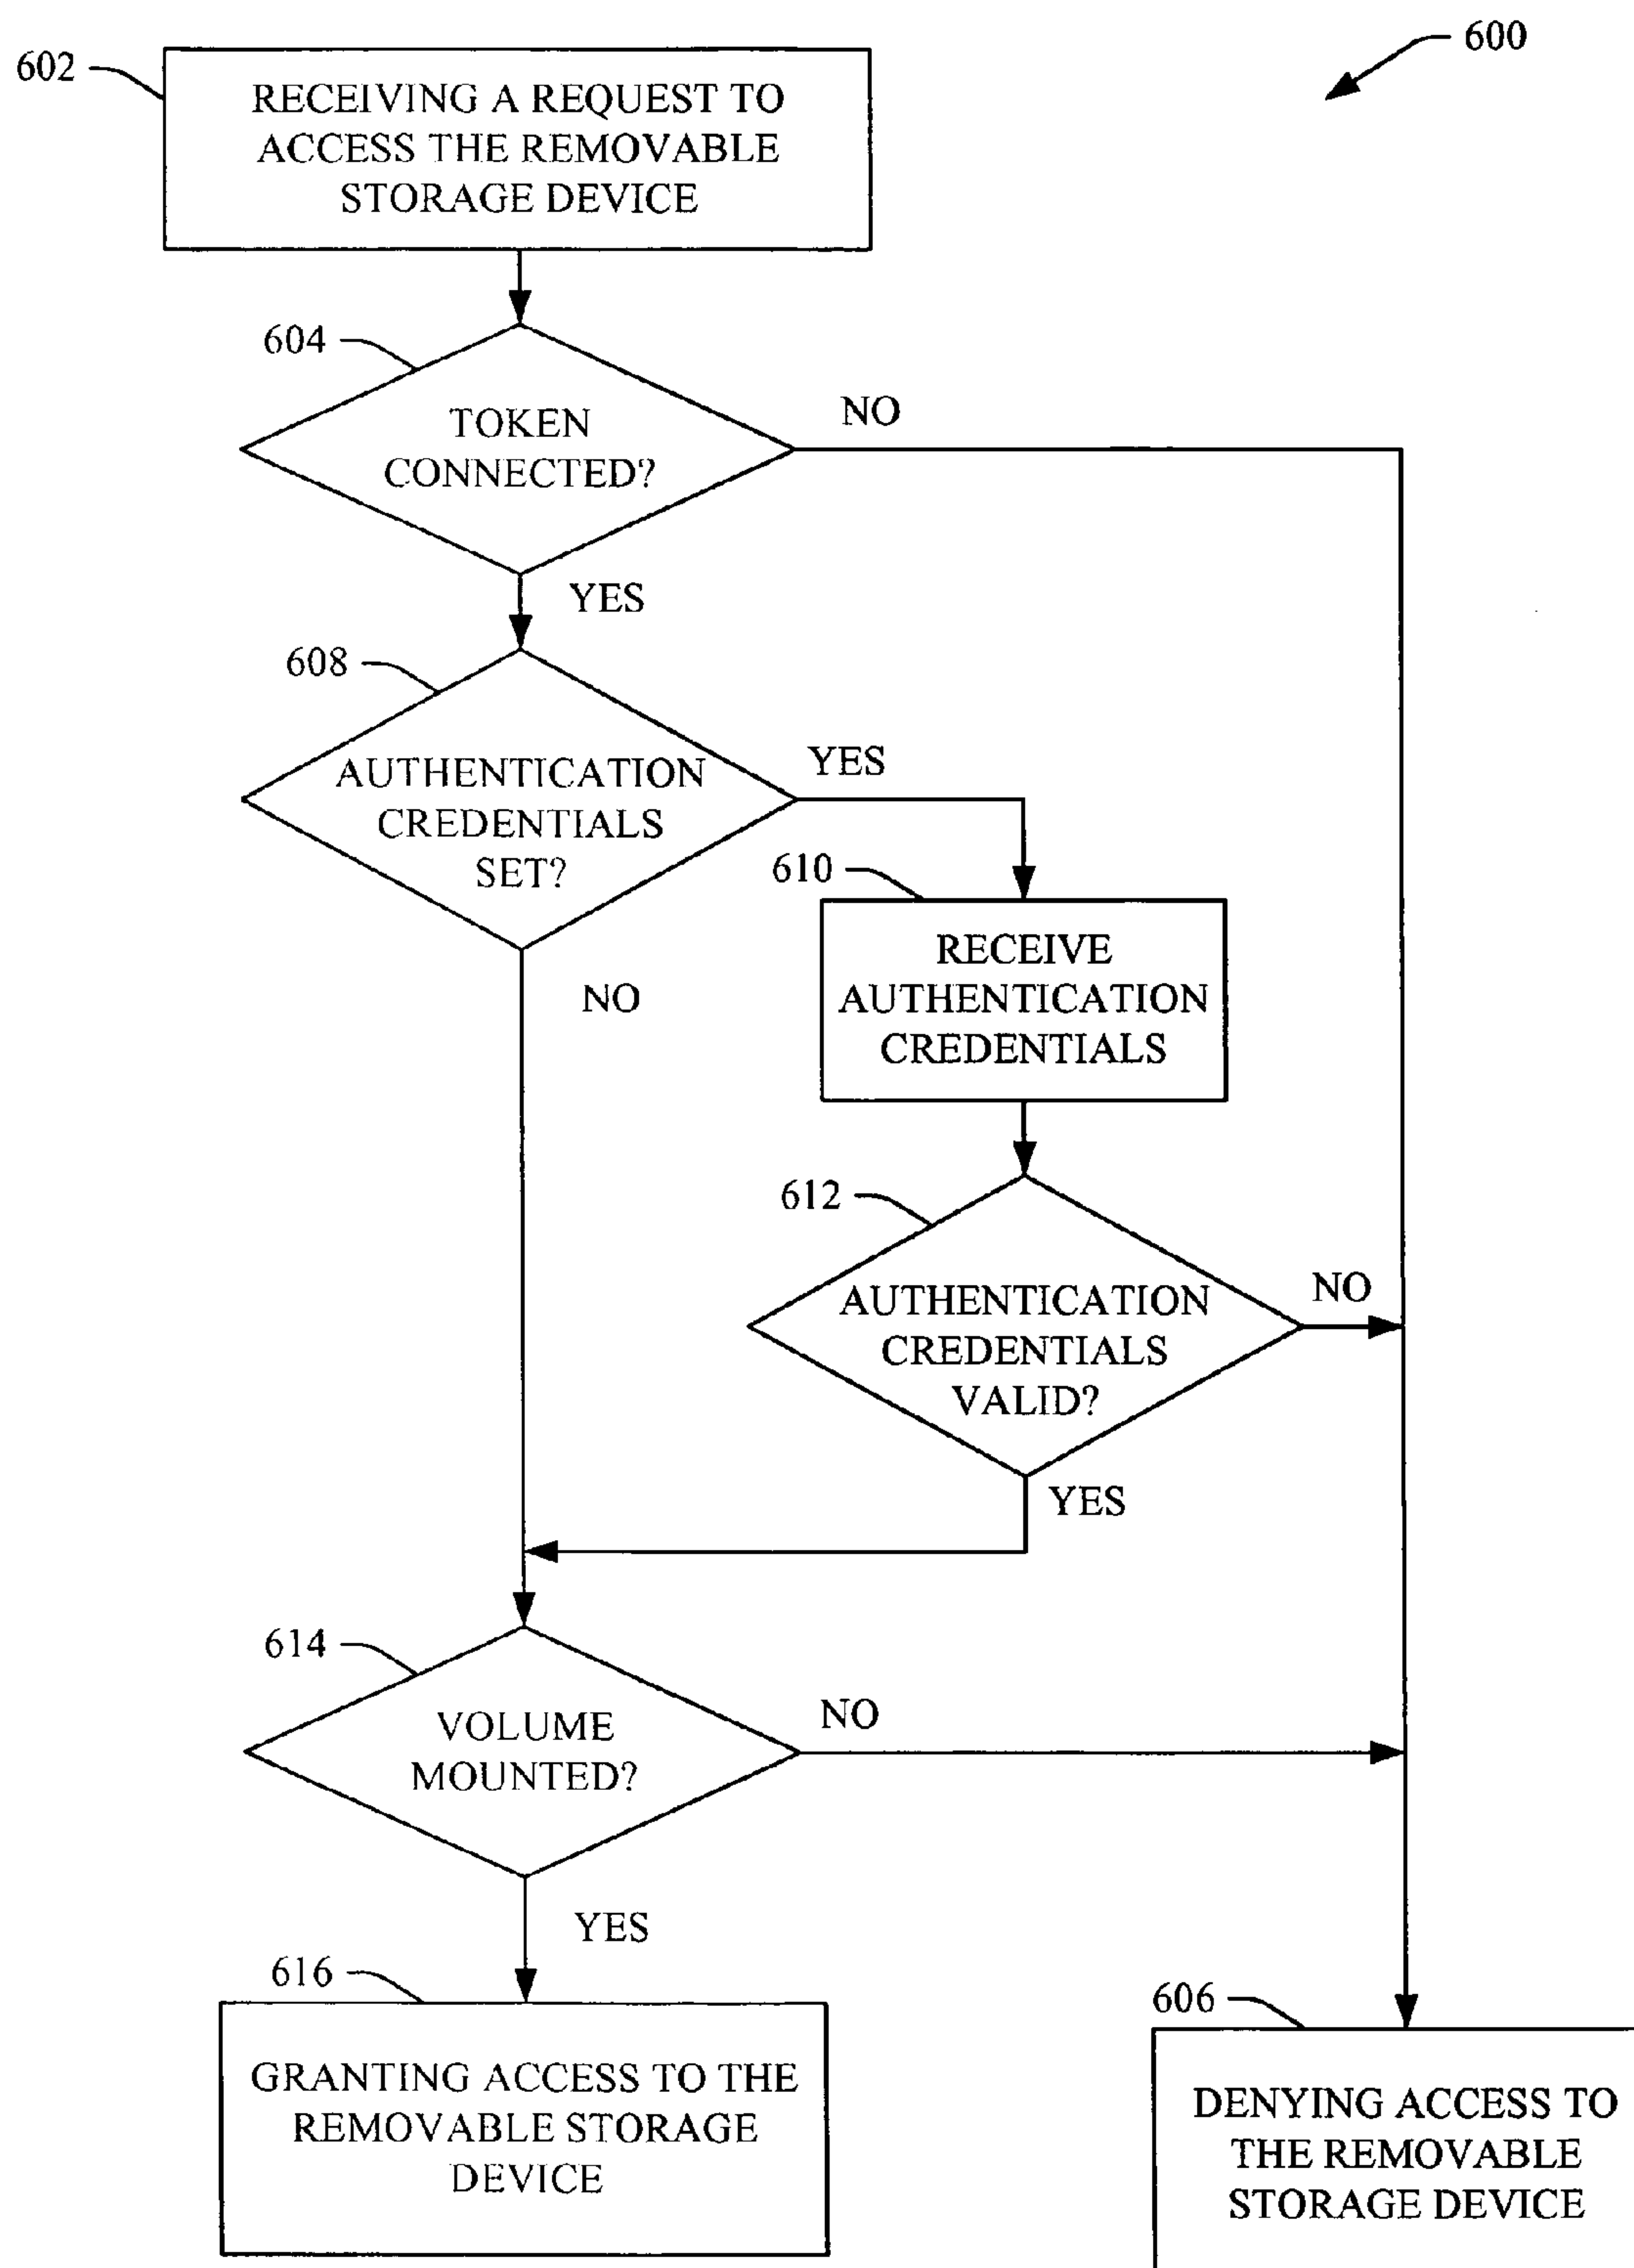 600
602
RECEIVING A REQUEST TO
ACCESS THE REMOVABLE
STORAGE DEVICE
604
TOKEN
CONNECTED?
NO
YES
608
AUTHENTICATION
CREDENTIALS
SET?
YES
NO
610
RECEIVE
AUTHENTICATION
CREDENTIALS
612
AUTHENTICATION
CREDENTIALS
VALID?
NO
YES
614
VOLUME
MOUNTED?
NO
YES
616
GRANTING ACCESS TO THE
REMOVABLE STORAGE
DEVICE
606
DENYING ACCESS TO
THE REMOVABLE
STORAGE DEVICE